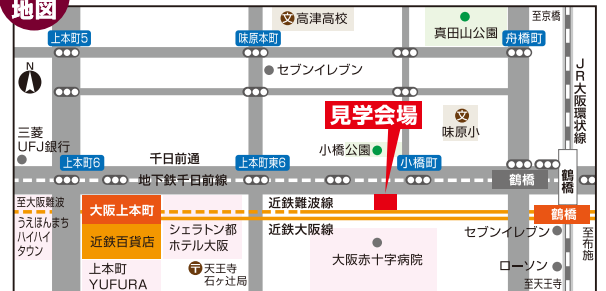 地図
高津高校
真田山公園
至京橋
上本町5
味原本町
舟橋町
N
セブンイレブン
JR大阪環状線
見学会場
味原小
三菱
UFJ銀行
小橋公園
上本町6
千日前通
上本町東6
小橋町
地下鉄千日前線
鶴橋
鶴橋
至大阪難波
大阪上本町
近鉄難波線
鶴橋
うえほんまち
ハイハイ
タウン
近鉄百貨店
シェラトン都
ホテル大阪
近鉄大阪線
セブンイレブン
至布施
大阪赤十字病院
上本町
YUFURA
天王寺
石ヶ辻局
ローソン
至天王寺